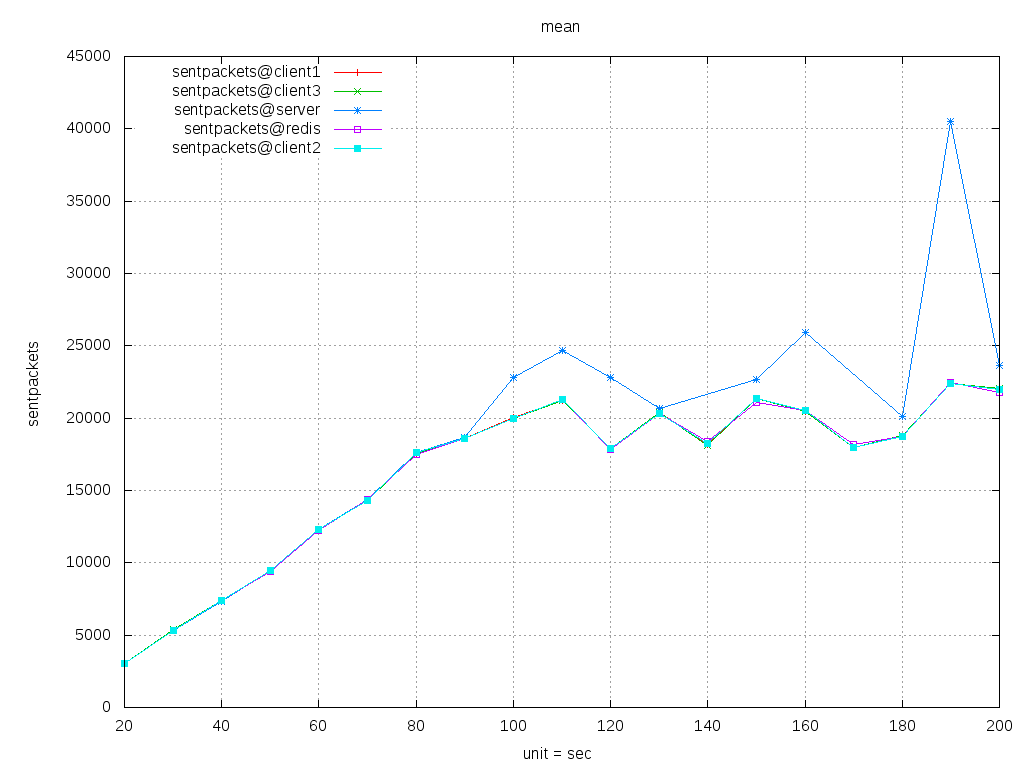 mean
45000
40000
35000
30000
25000
20000
15000
10000
5000
0
sentpackets
sentpackets@client1
sentpackets@client3
sentpackets@server
sentpackets@redis
sentpackets@client2
20 40 60 80 100 120 140 160 180 200
unit = sec